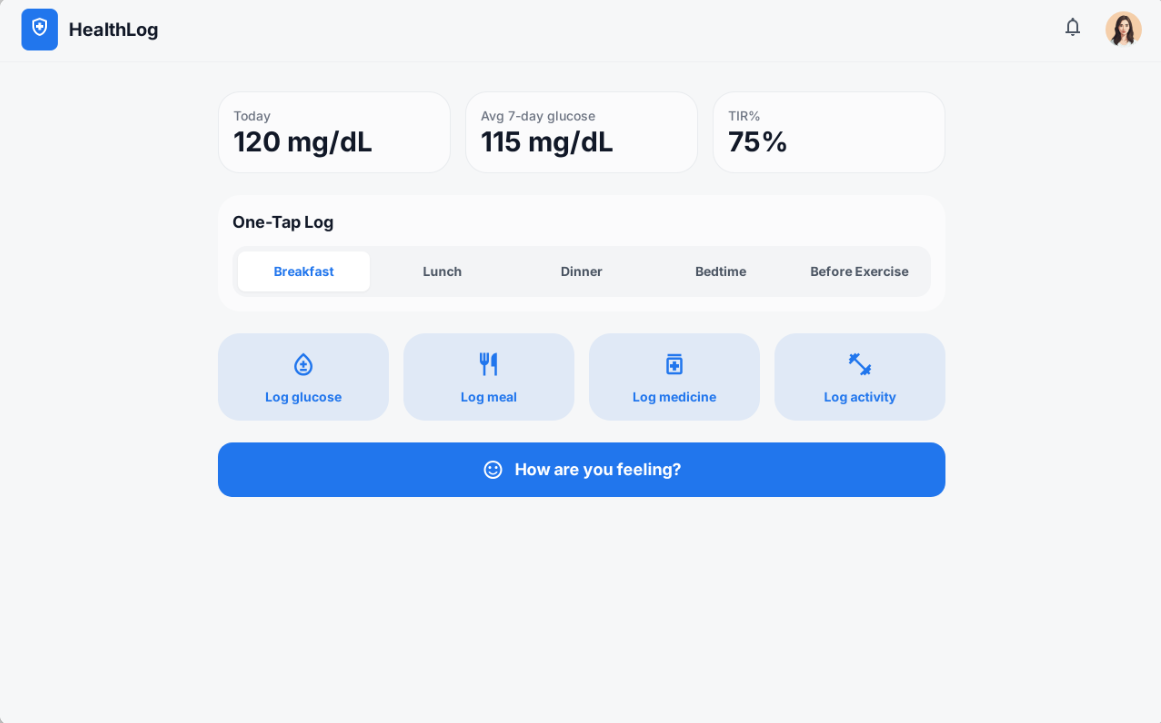 HealthLog
Today
120 mg/dL
Avg 7-day glucose
115 mg/dL
TIR%
75%
One-Tap Log
Breakfast
Lunch
Dinner
Bedtime
Before Exercise
Log glucose
Log meal
Log medicine
Log activity
How are you feeling?